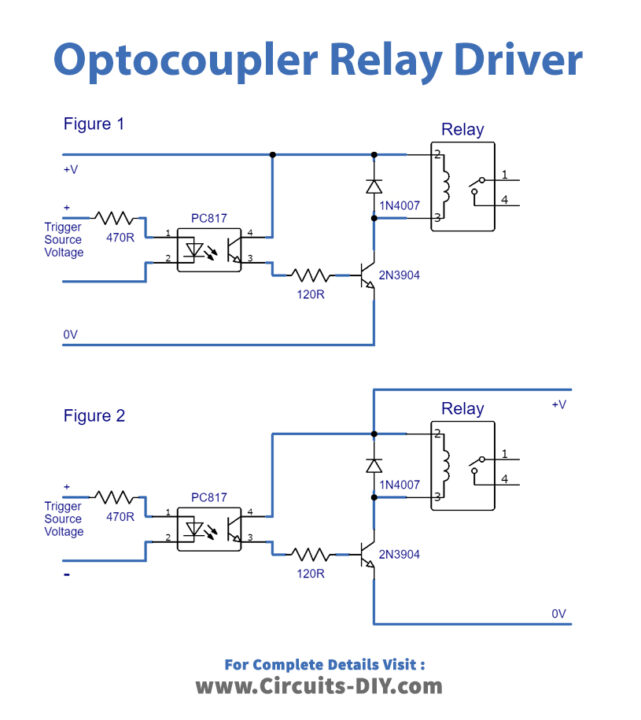 Optocoupler Relay Driver
Figure 1
Relay
+V
2
1
4
3
1N4007
+
Trigger
Source
Voltage
470R
PC817
1
2
4
3
120R
2N3904
0V
Figure 2
+V
Relay
2
1
4
3
1N4007
+
Trigger
Source
Voltage
-
470R
PC817
1
2
4
3
120R
2N3904
0V
For Complete Details Visit :
www.Circuits-DIY.com